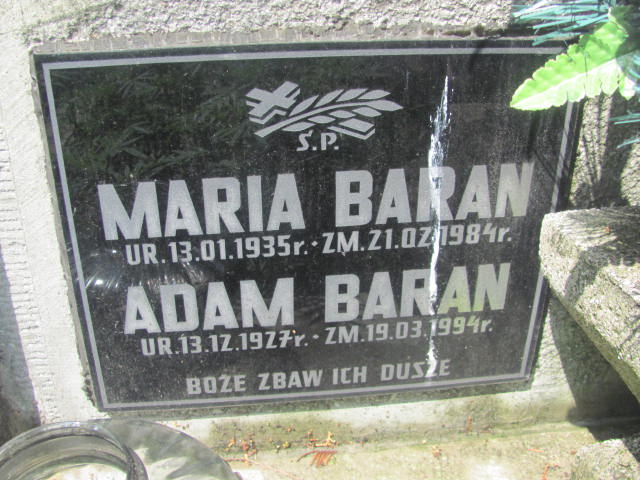 Ś.P.
MARIA BARAN
UR. 13.01.1935r. · ZM. 21.02.1984r.
ADAM BARAN
UR. 13.12.1927r. · ZM. 19.03.1994r.
BOŻE ZBAW ICH DUSZE